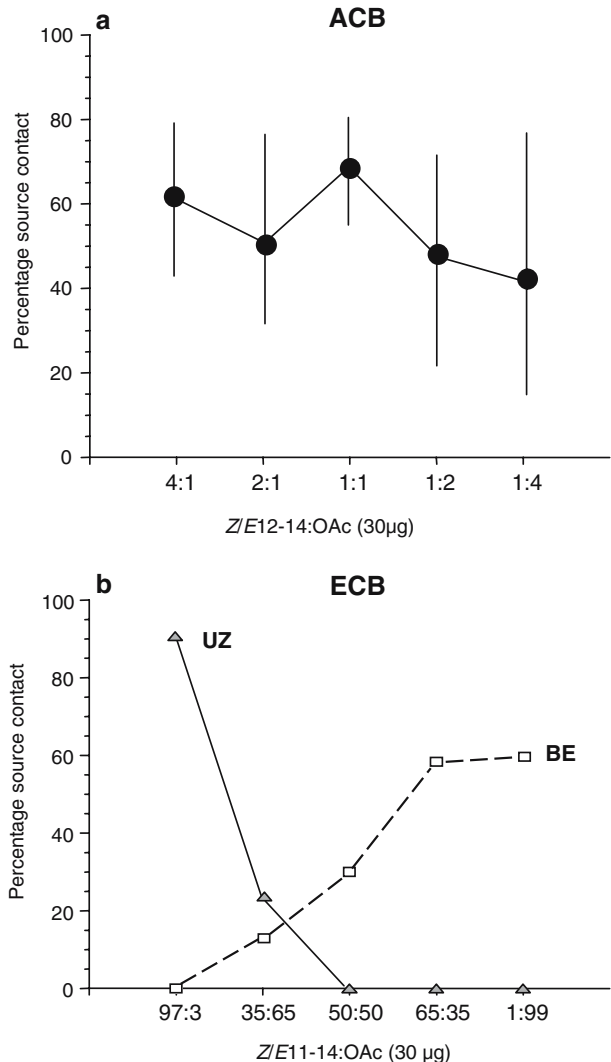 a
ACB
100
80
60
40
20
0
Percentage source contact
4:1 2:1 1:1 1:2 1:4
Z/E12-14:OAc (30µg)
b
ECB
100
80
60
40
20
0
Percentage source contact
UZ
BE
97:3 35:65 50:50 65:35 1:99
Z/E11-14:OAc (30 µg)